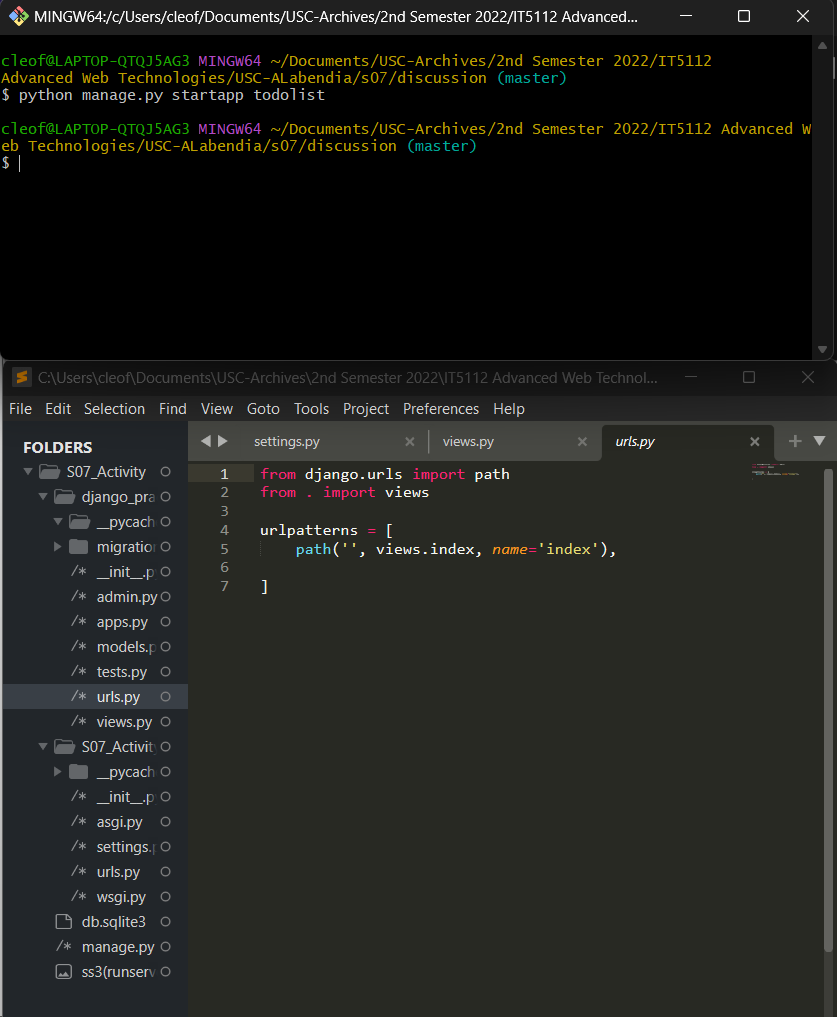 MINGW64:/c/Users/cleof/Documents/USC-Archives/2nd Semester 2022/IT5112 Advanced...
cleof@LAPTOP-QTQJ5AG3 MINGW64 ~/Documents/USC-Archives/2nd Semester 2022/IT5112
Advanced Web Technologies/USC-ALabendia/s07/discussion (master)
$ python manage.py startapp todolist
cleof@LAPTOP-QTQJ5AG3 MINGW64 ~/Documents/USC-Archives/2nd Semester 2022/IT5112 Advanced W
eb Technologies/USC-ALabendia/s07/discussion (master)
$
C:\Users\cleof\Documents\USC-Archives\2nd Semester 2022\IT5112 Advanced Web Technol...
File Edit Selection Find View Goto Tools Project Preferences Help
FOLDERS
S07_Activity
django_pra
__pycach
migration
/* __init__.p
/* admin.py
/* apps.py
/* models.p
/* tests.py
/* urls.py
/* views.py
S07_Activit
__pycach
/* __init__.p
/* asgi.py
/* settings.p
/* urls.py
/* wsgi.py
db.sqlite3
/* manage.py
ss3(runserv
settings.py views.py urls.py
1 from django.urls import path
2 from . import views
3
4 urlpatterns = [
5 path('', views.index, name='index'),
6
7 ]